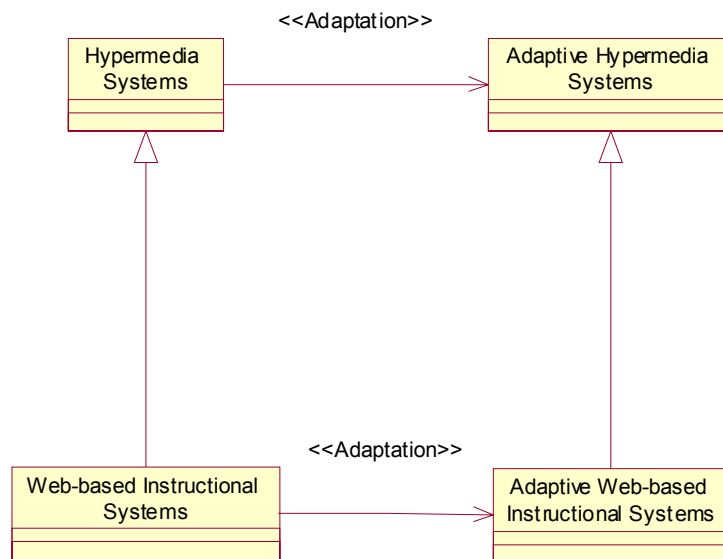 <<Adaptation>>
Hypermedia
Systems
Adaptive Hypermedia
Systems
<<Adaptation>>
Web-based Instructional
Systems
Adaptive Web-based
Instructional Systems